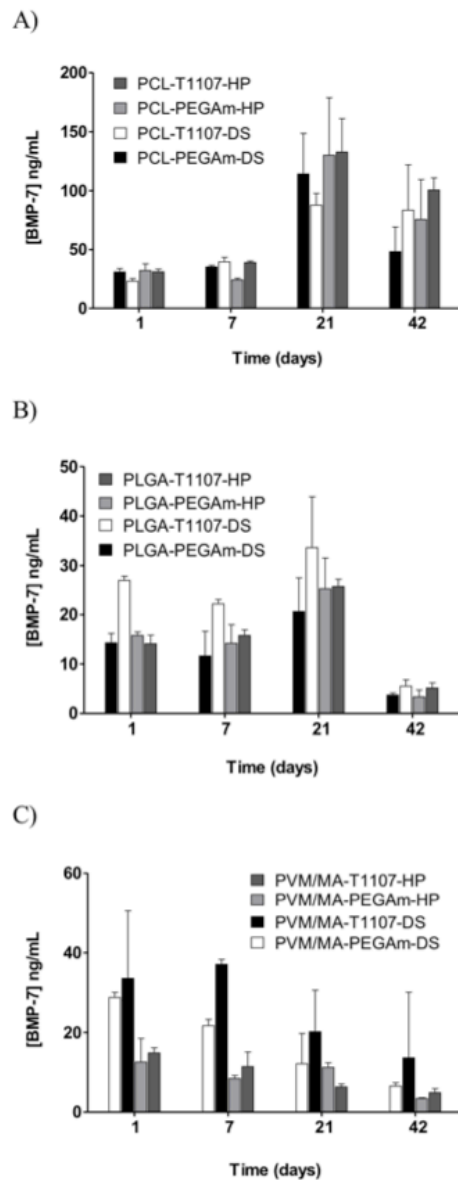 A)
200
150
100
50
0
[BMP-7] ng/mL
PCL-T1107-HP
PCL-PEGAm-HP
PCL-T1107-DS
PCL-PEGAm-DS
1 7 21 42
Time (days)
B)
50
40
30
20
10
0
[BMP-7] ng/mL
PLGA-T1107-HP
PLGA-PEGAm-HP
PLGA-T1107-DS
PLGA-PEGAm-DS
1 7 21 42
Time (days)
C)
60
40
20
0
[BMP-7] ng/mL
PVM/MA-T1107-HP
PVM/MA-PEGAm-HP
PVM/MA-T1107-DS
PVM/MA-PEGAm-DS
1 7 21 42
Time (days)